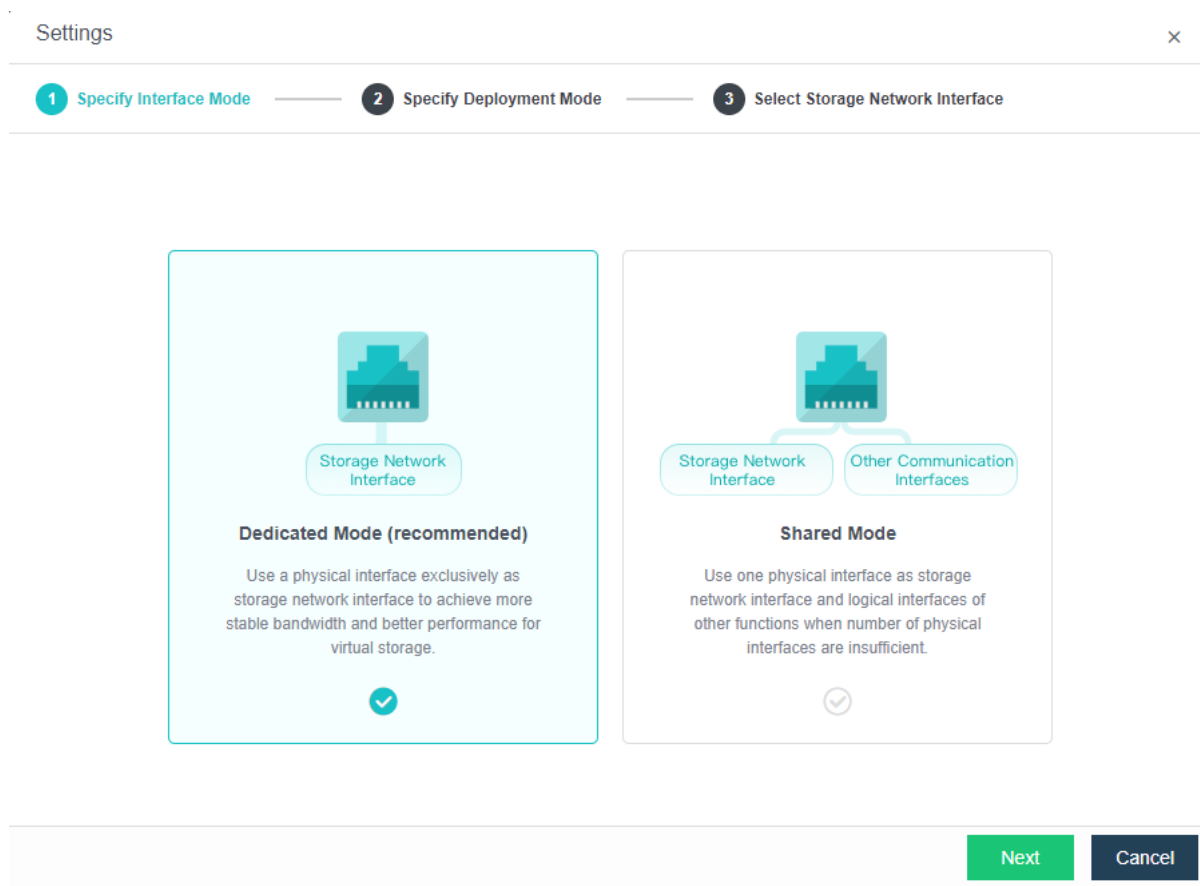 Settings
1 Specify Interface Mode 2 Specify Deployment Mode 3 Select Storage Network Interface
Storage Network
Interface
Dedicated Mode (recommended)
Use a physical interface exclusively as
storage network interface to achieve more
stable bandwidth and better performance for
virtual storage.
Storage Network
Interface
Other Communication
Interfaces
Shared Mode
Use one physical interface as storage
network interface and logical interfaces of
other functions when number of physical
interfaces are insufficient.
Next Cancel